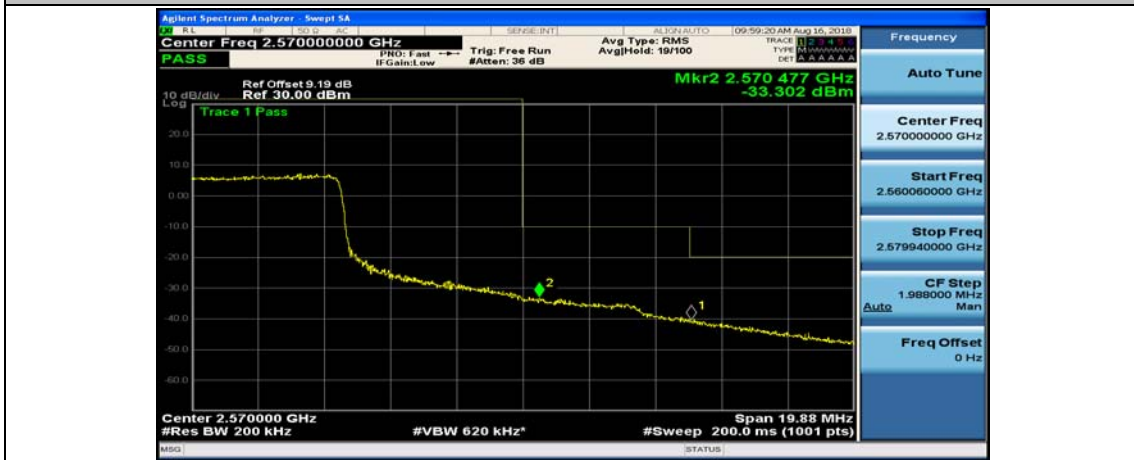 Agilent Spectrum Analyzer - Swept SA
RL RF 50 Ω AC SENSE:INT ALIGN AUTO 09:59:20 AM Aug 16, 2018
Center Freq 2.570000000 GHz
PNO: Fast
IFGain:Low
Trig: Free Run
#Atten: 36 dB
Avg Type: RMS
Avg|Hold: 19/100
TRACE 1 2 3 4 5 6
TYPE
DET A A A A A A
PASS
Mkr2 2.570 477 GHz
-33.302 dBm
Ref Offset 9.19 dB
10 dB/div Ref 30.00 dBm
Log
Trace 1 Pass
20.0
10.0
0.00
-10.0
-20.0
-30.0
-40.0
-50.0
-60.0
2
1
Center 2.570000 GHz
Span 19.88 MHz
#Res BW 200 kHz
#VBW 620 kHz*
#Sweep 200.0 ms (1001 pts)
MSG
STATUS
Frequency
Auto Tune
Center Freq
2.570000000 GHz
Start Freq
2.560060000 GHz
Stop Freq
2.579940000 GHz
CF Step
1.988000 MHz
Auto Man
Freq Offset
0 Hz